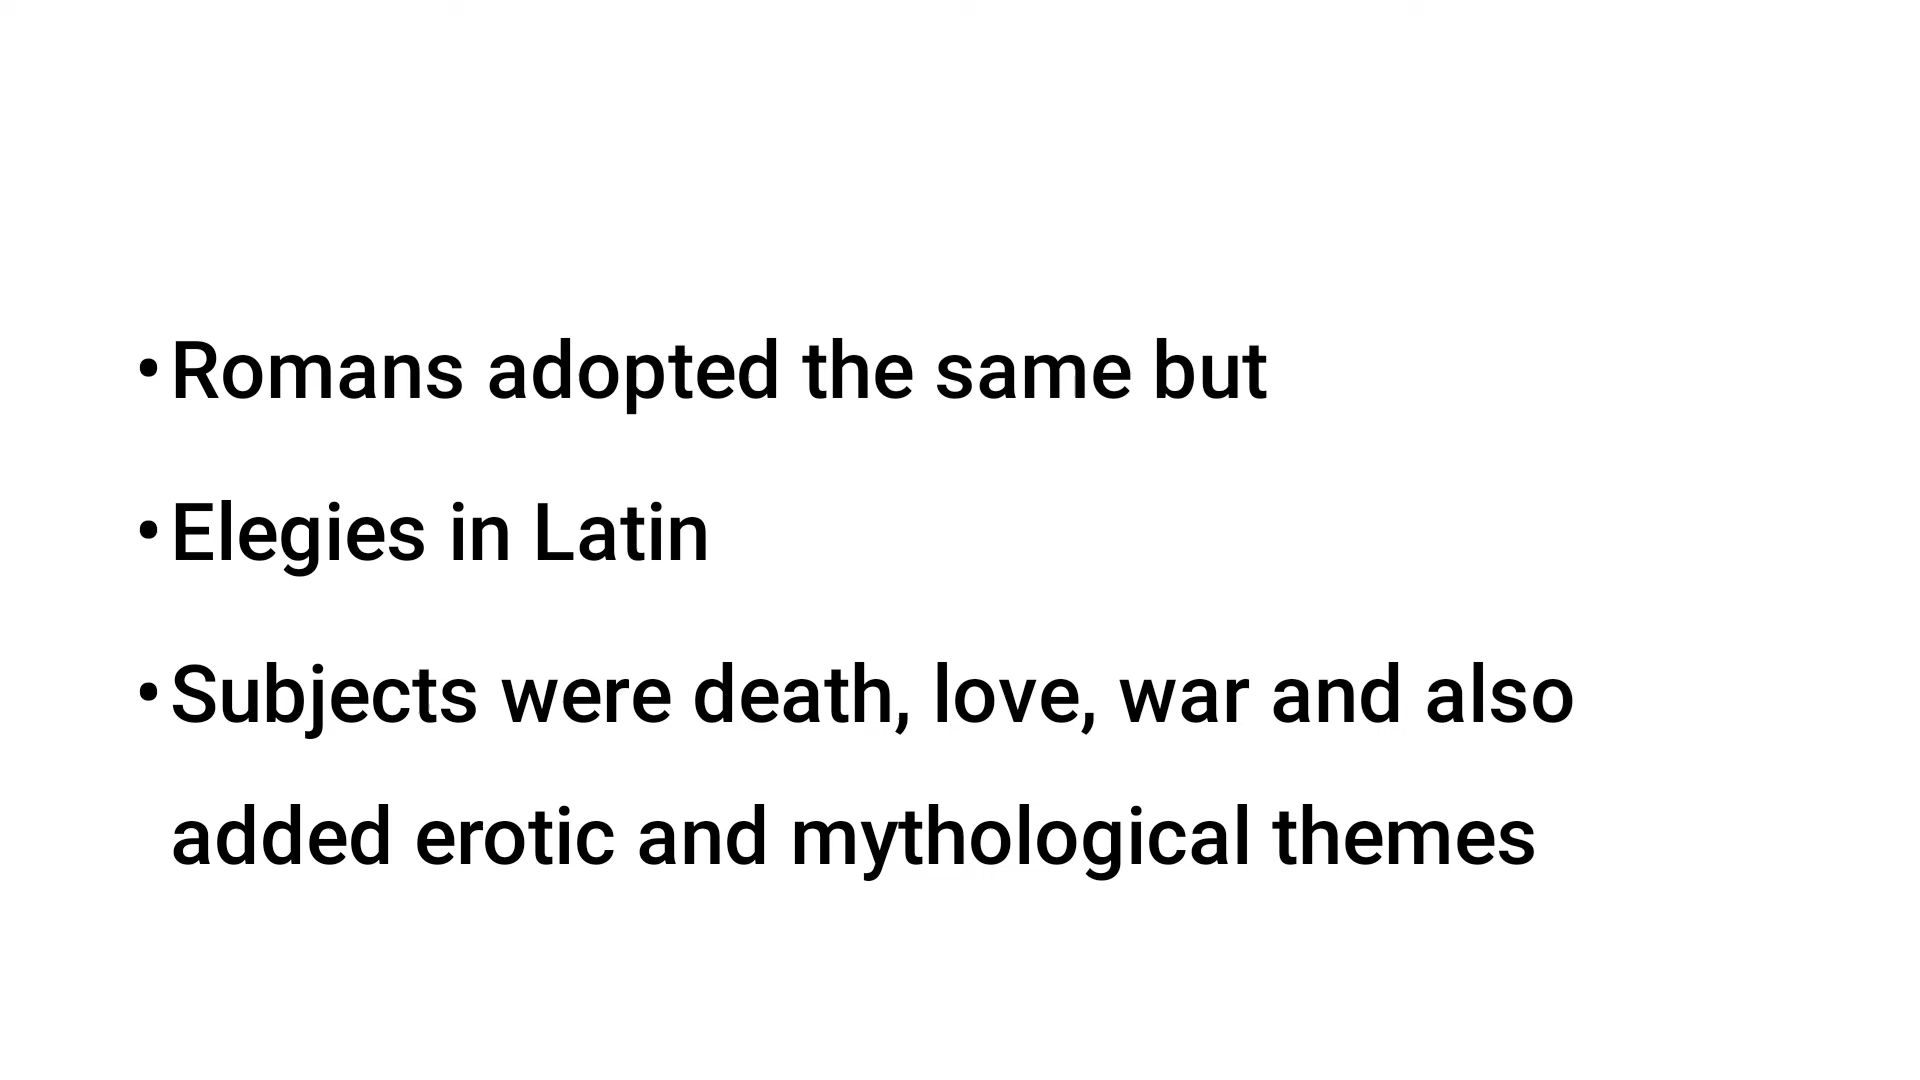 • Romans adopted the same but
• Elegies in Latin
• Subjects were death, love, war and also
added erotic and mythological themes